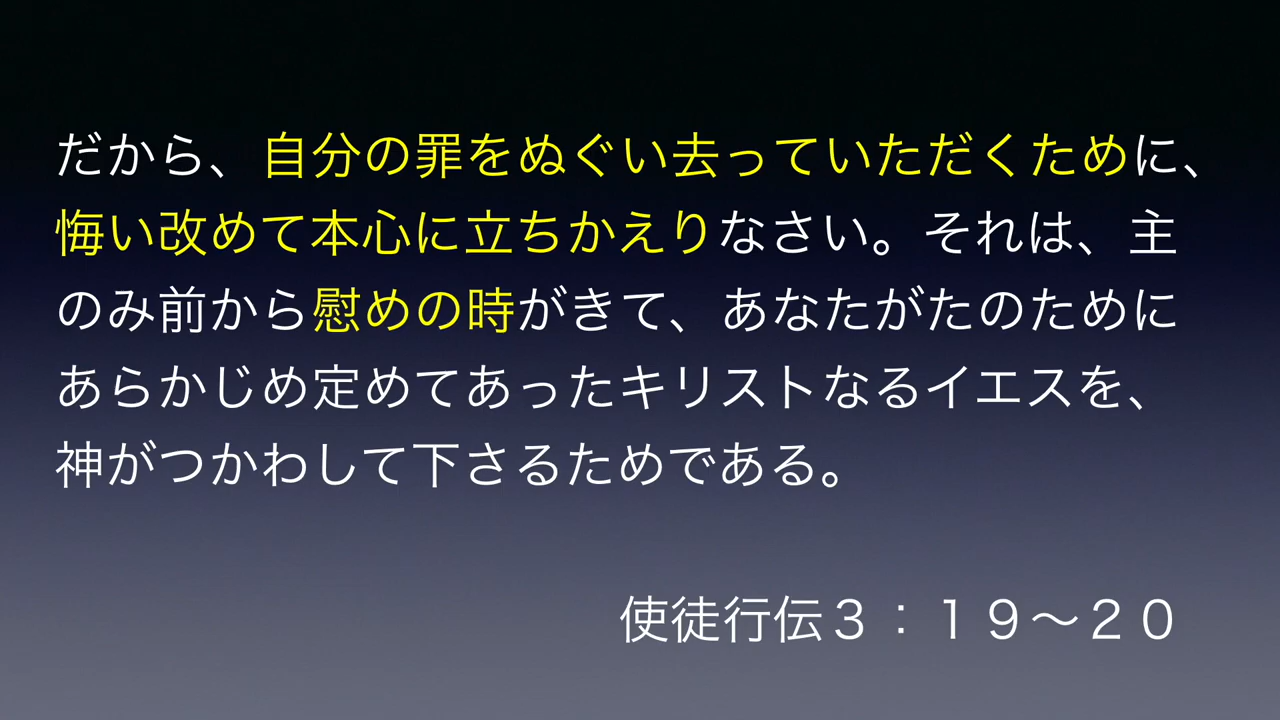 だから、自分の罪をぬぐい去っていただくために、
悔い改めて本心に立ちかえりなさい。それは、主
のみ前から慰めの時がきて、あなたがたのために
あらかじめ定めてあったキリストなるイエスを、
神がつかわして下さるためである。
使徒行伝３：１９〜２０